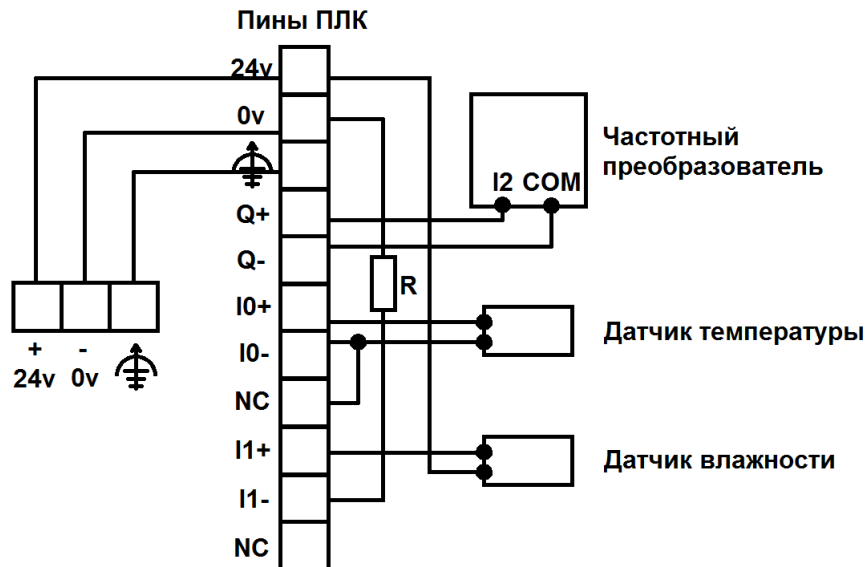 Пины ПЛК
24v
0v
Q+
Q-
I0+
I0-
NC
I1+
I1-
NC
I2 COM
Частотный
преобразователь
R
Датчик температуры
Датчик влажности
+ -
24v 0v